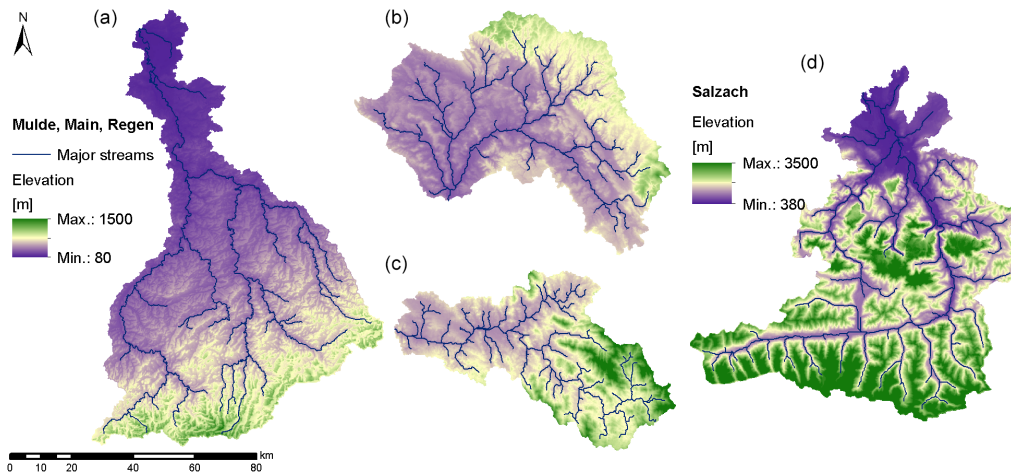 N
(a)
Mulde, Main, Regen
Major streams
Elevation
[m]
Max.: 1500
Min.: 80
(b)
(c)
(d)
Salzach
Elevation
[m]
Max.: 3500
Min.: 380
km
0 10 20 40 60 80